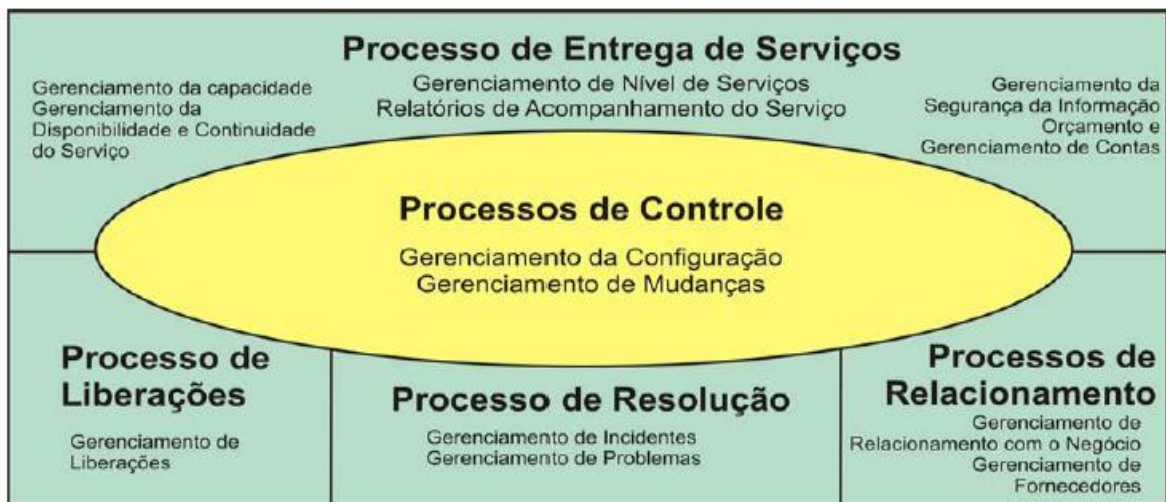 Processo de Entrega de Serviços
Gerenciamento da capacidade
Gerenciamento da
Disponibilidade e Continuidade
do Serviço
Gerenciamento de Nível de Serviços
Relatórios de Acompanhamento do Serviço
Gerenciamento da
Segurança da Informação
Orçamento e
Gerenciamento de Contas
Processos de Controle
Gerenciamento da Configuração
Gerenciamento de Mudanças
Processo de
Liberações
Gerenciamento de
Liberações
Processo de Resolução
Gerenciamento de Incidentes
Gerenciamento de Problemas
Processos de
Relacionamento
Gerenciamento de
Relacionamento com o Negócio
Gerenciamento de
Fornecedores